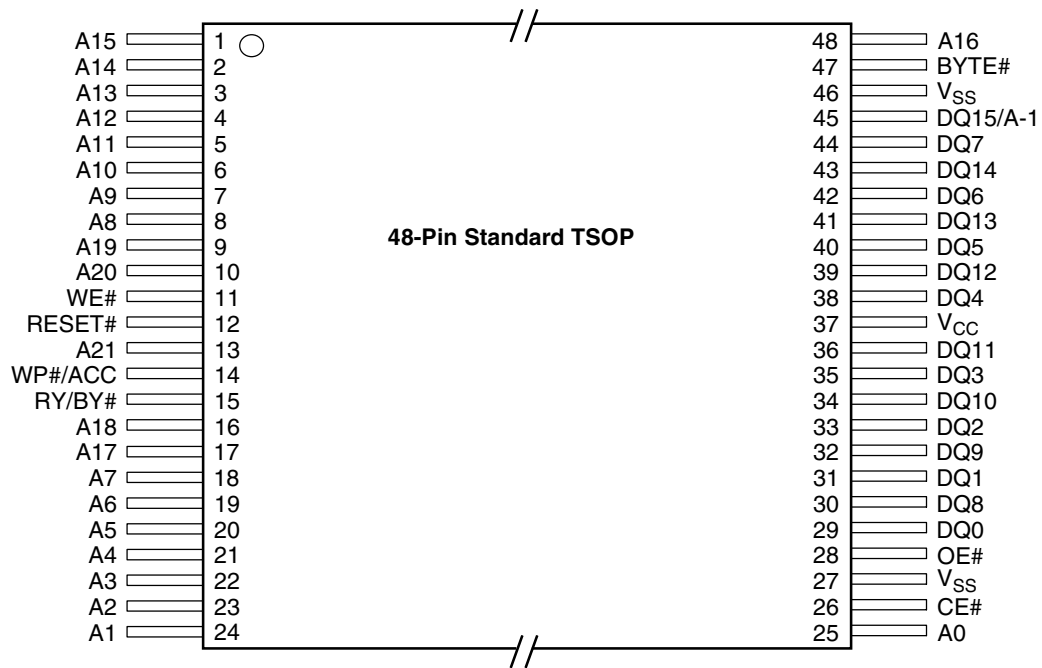 A15 1 48 A16
A14 2 47 BYTE#
A13 3 46 VSS
A12 4 45 DQ15/A-1
A11 5 44 DQ7
A10 6 43 DQ14
A9 7 42 DQ6
A8 8 41 DQ13
48-Pin Standard TSOP
A19 9 40 DQ5
A20 10 39 DQ12
WE# 11 38 DQ4
RESET# 12 37 VCC
A21 13 36 DQ11
WP#/ACC 14 35 DQ3
RY/BY# 15 34 DQ10
A18 16 33 DQ2
A17 17 32 DQ9
A7 18 31 DQ1
A6 19 30 DQ8
A5 20 29 DQ0
A4 21 28 OE#
A3 22 27 VSS
A2 23 26 CE#
A1 24 25 A0